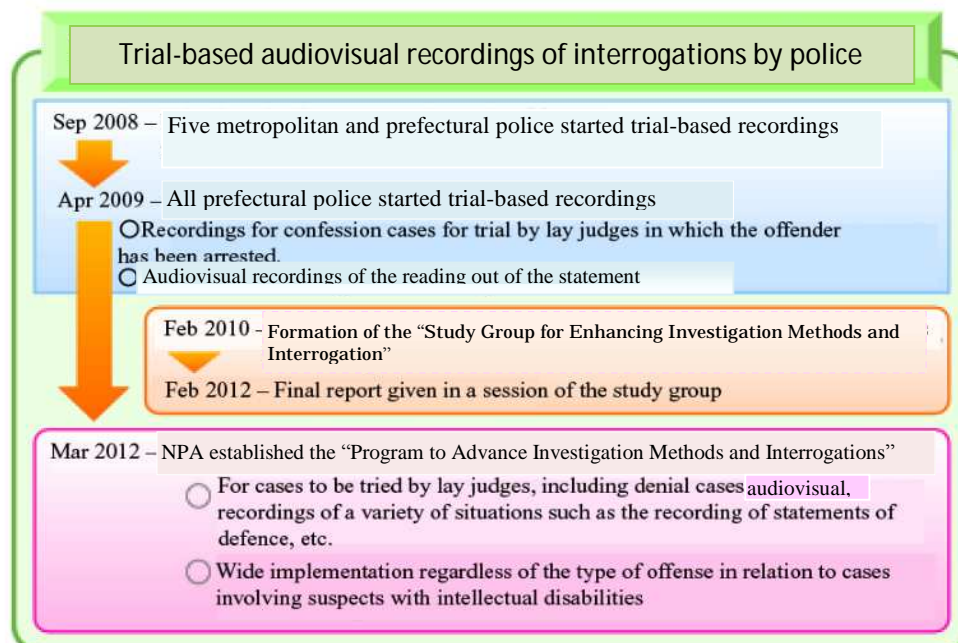 Trial-based audiovisual recordings of interrogations by police
Sep 2008 – Five metropolitan and prefectural police started trial-based recordings
Apr 2009 – All prefectural police started trial-based recordings
○Recordings for confession cases for trial by lay judges in which the offender
has been arrested.
○ Audiovisual recordings of the reading out of the statement
Feb 2010 – Formation of the “Study Group for Enhancing Investigation Methods and
Interrogation”
Feb 2012 – Final report given in a session of the study group
Mar 2012 – NPA established the “Program to Advance Investigation Methods and Interrogations”
○ For cases to be tried by lay judges, including denial cases audiovisual,
recordings of a variety of situations such as the recording of statements of
defence, etc.
○ Wide implementation regardless of the type of offense in relation to cases
involving suspects with intellectual disabilities